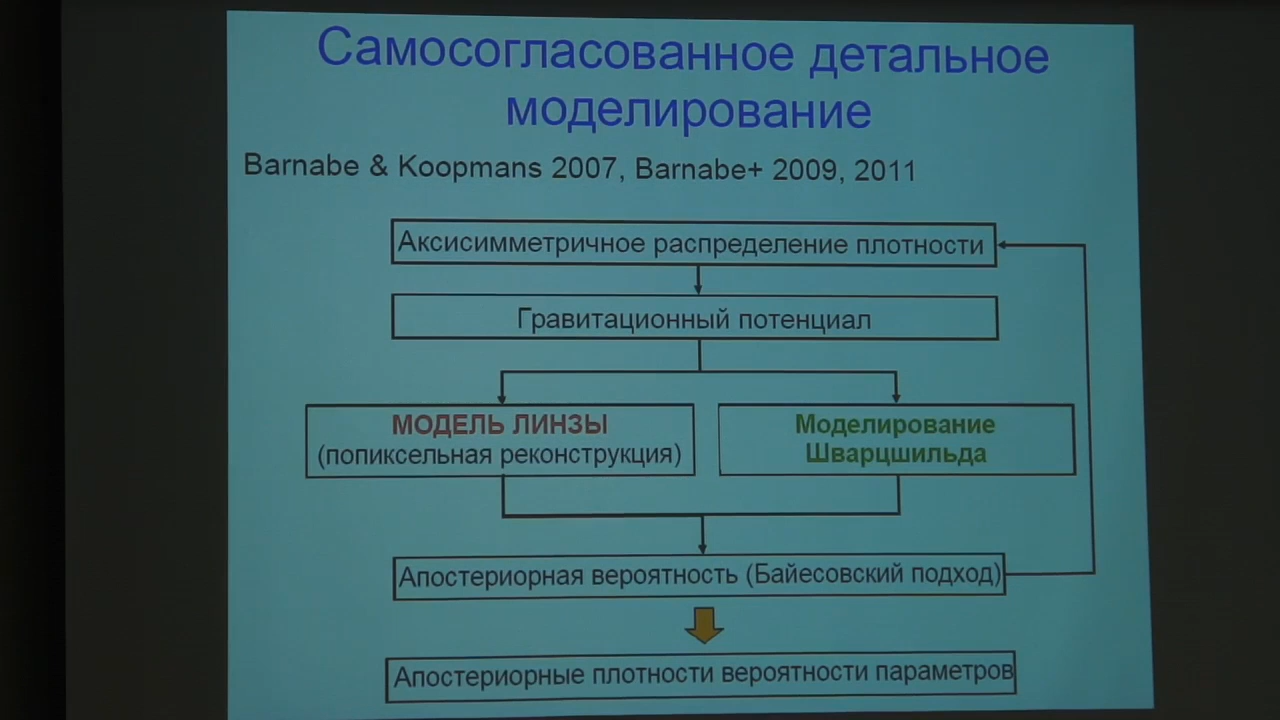 Самосогласованное детальное
моделирование
Barnabe & Koopmans 2007, Barnabe+ 2009, 2011
Аксисимметричное распределение плотности
Гравитационный потенциал
МОДЕЛЬ ЛИНЗЫ
(попиксельная реконструкция)
Моделирование
Шварцшильда
Апостериорная вероятность (Байесовский подход)
Апостериорные плотности вероятности параметров